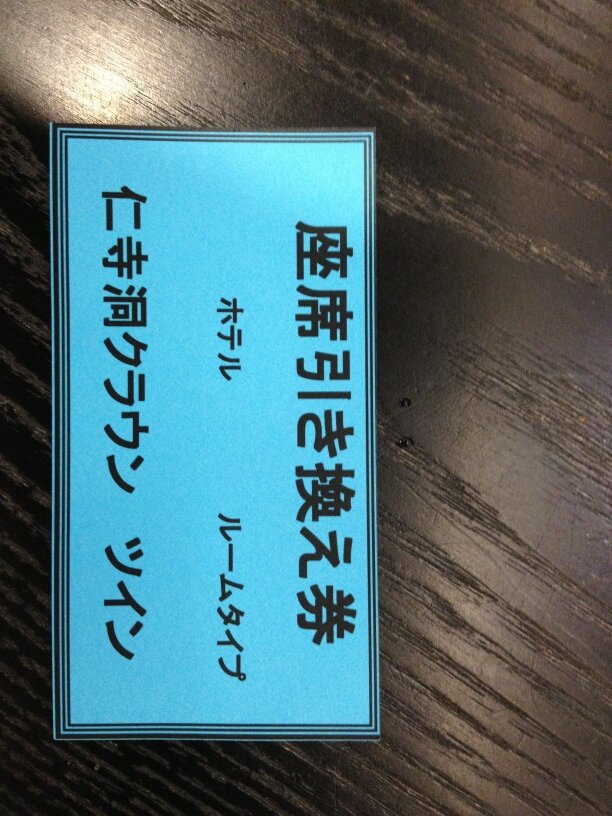 座席引き換え券
ホテル ルームタイプ
仁寺洞クラウン ツイン